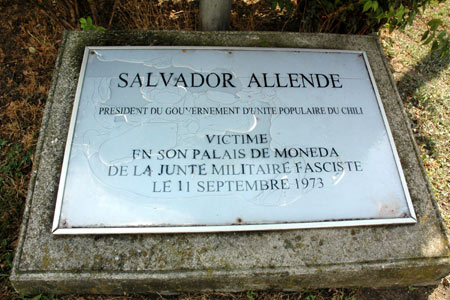 SALVADOR ALLENDE
PRESIDENT DU GOUVERNEMENT D'UNITE POPULAIRE DU CHILI
VICTIME
EN SON PALAIS DE MONEDA
DE LA JUNTE MILITAIRE FASCISTE
LE 11 SEPTEMBRE 1973